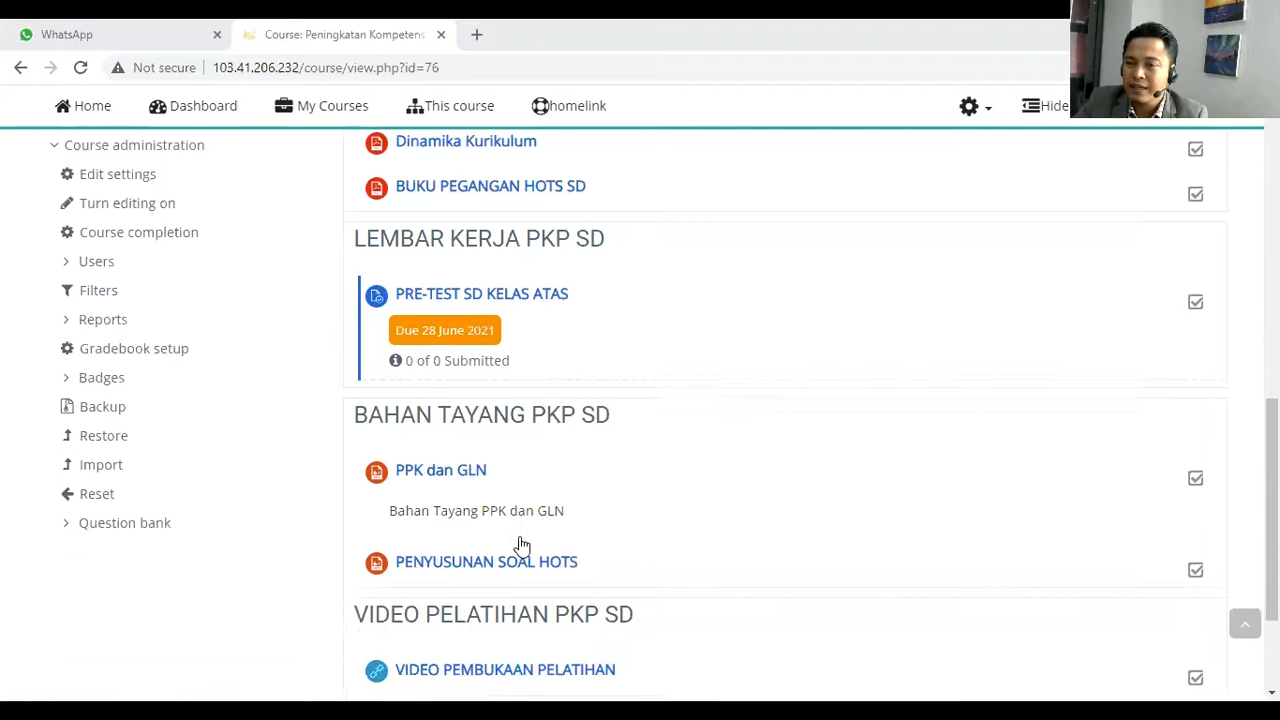 WhatsApp
Course: Peningkatan Kompetens
Not secure
103.41.206.232/course/view.php?id=76
Home
Dashboard
My Courses
This course
homelink
Hide
Course administration
Edit settings
Turn editing on
Course completion
Users
Filters
Reports
Gradebook setup
Badges
Backup
Restore
Import
Reset
Question bank
Dinamika Kurikulum
BUKU PEGANGAN HOTS SD
LEMBAR KERJA PKP SD
PRE-TEST SD KELAS ATAS
Due 28 June 2021
0 of 0 Submitted
BAHAN TAYANG PKP SD
PPK dan GLN
Bahan Tayang PPK dan GLN
PENYUSUNAN SOAL HOTS
VIDEO PELATIHAN PKP SD
VIDEO PEMBUKAAN PELATIHAN